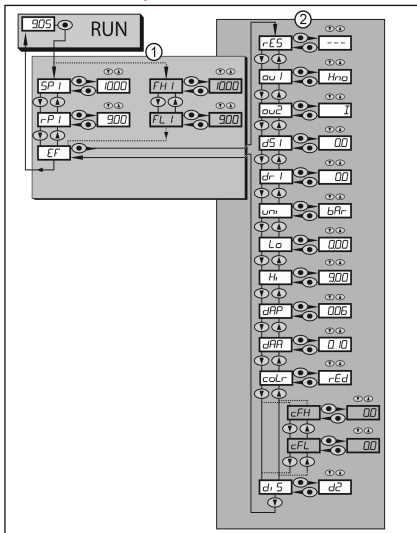 905 RUN
1
SP1 1000 FH1 1000
rP1 900 FL1 900
EF
2
rES ---
ou1 Hno
ou2 I
dS1 0.0
dr1 0.0
uni bAr
Lo 0.00
Hi 9.00
dAP 0.06
dAA 0.10
coLr rEd
cFH 0.0
cFL 0.0
diS d2